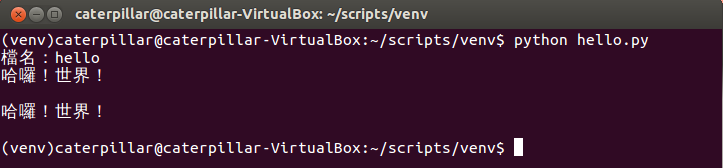 caterpillar@caterpillar-VirtualBox: ~/scripts/venv
(venv)caterpillar@caterpillar-VirtualBox:~/scripts/venv$ python hello.py
檔名：hello
哈囉！世界！
哈囉！世界！
(venv)caterpillar@caterpillar-VirtualBox:~/scripts/venv$